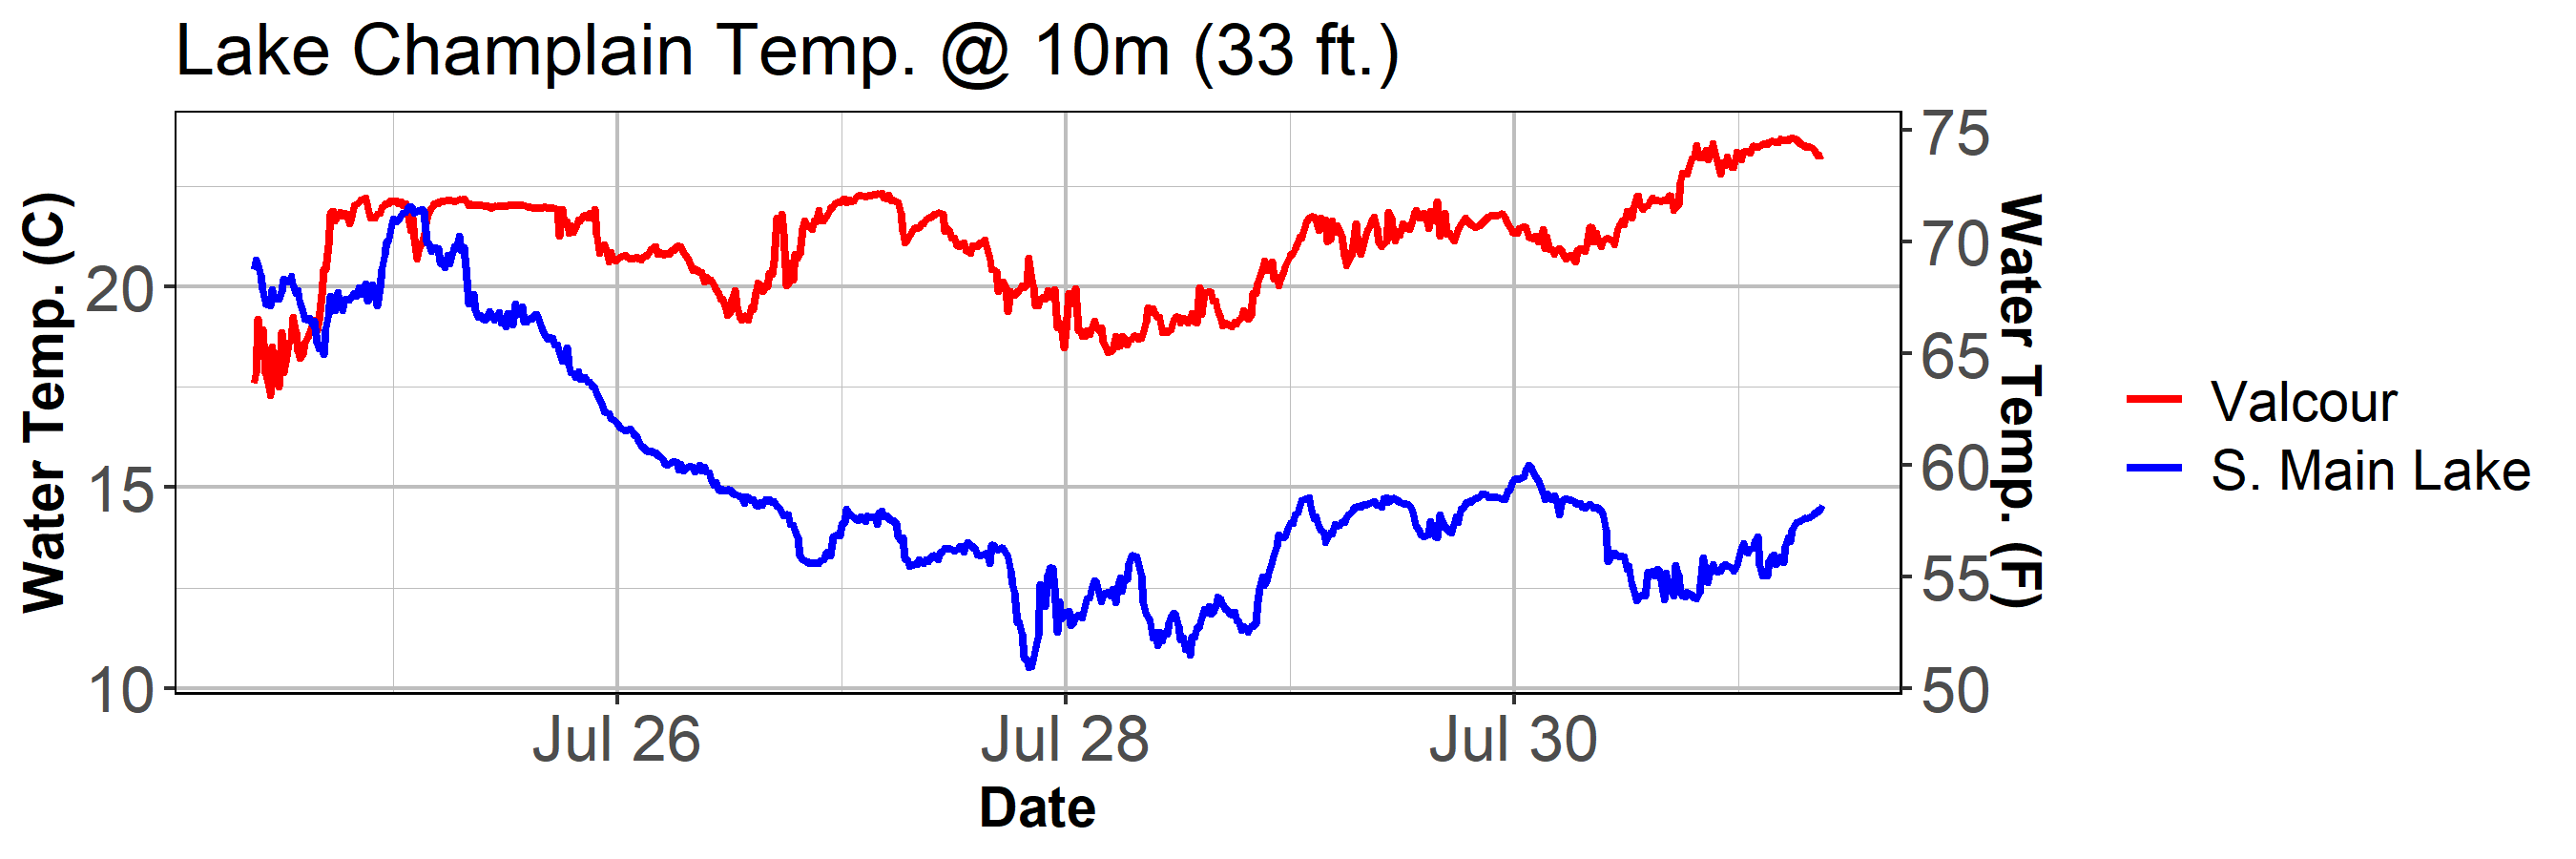 Lake Champlain Temp. @ 10m (33 ft.)
Water Temp. (C)
20
15
10
75
70
65
60
55
50
Water Temp. (F)
Jul 26
Jul 28
Jul 30
Date
Valcour
S. Main Lake